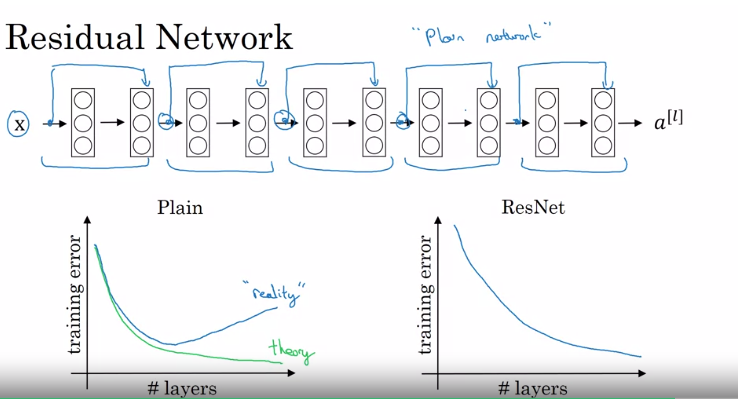 Residual Network
"Plain network"
x
a[l]
Plain
ResNet
training error
"reality"
theory
# layers
training error
# layers